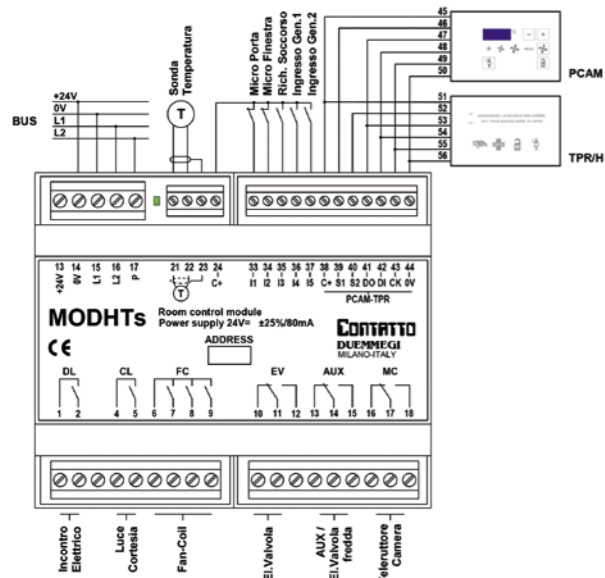 45
46
47
48
49
50
PCAM
51
52
53
54
55
56
TPR/H
Sonda
Temperatura
Micro Porta
Micro Finestra
Rich. Soccorso
Ingresso Gen.1
Ingresso Gen.2
BUS
+24V
0V
L1
L2
T
13 14 15 16 17
+24V 0V L1 L2 P
21 22 23 24
C+
T
33 34 35 36 37 38 39 40 41 42 43 44
I1 I2 I3 I4 I5 C+ S1 S2 DO DI CK 0V
PCAM-TPR
MODHTs
Room control module
Power supply 24V= ±25%/80mA
CONTATTO
DUEMMEGI
MILANO-ITALY
CE
ADDRESS
DL CL FC EV AUX MC
1 2 4 5 6 7 8 9 10 11 12 13 14 15 16 17 18
Incontro
Elettrico
Luce
Cortesia
Fan-Coil
El.Valvola
AUX /
El.Valvola
fredda
Teleruttore
Camera